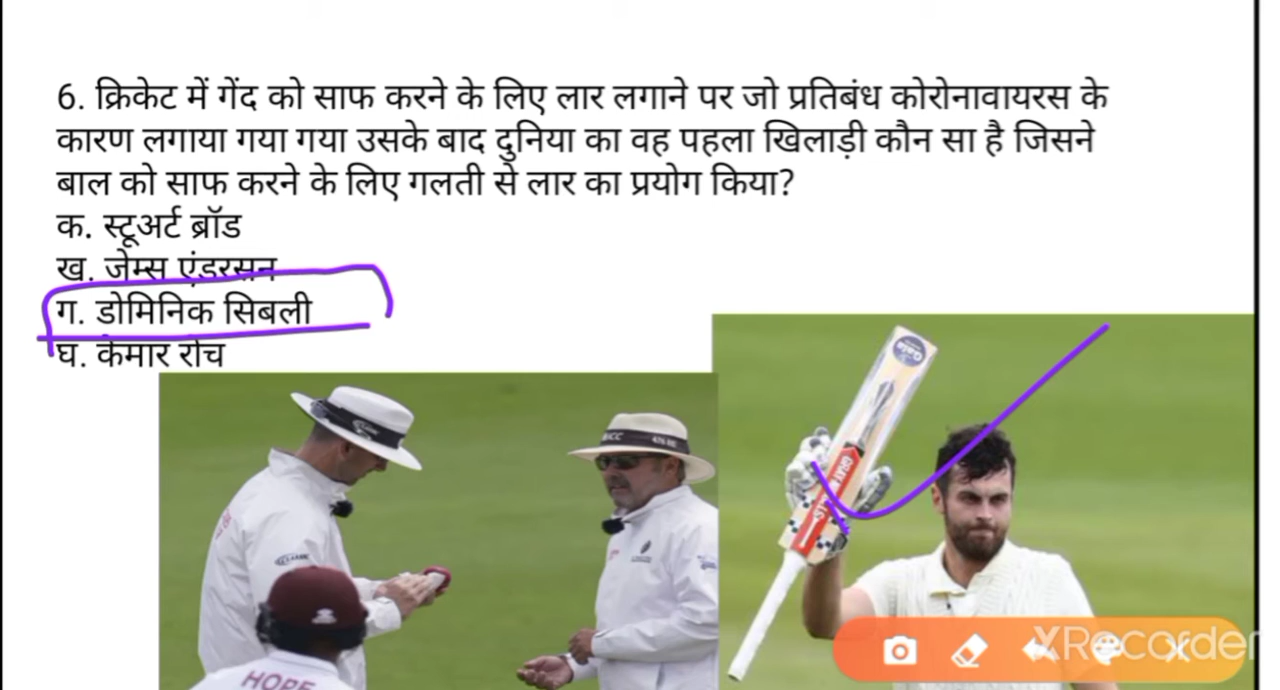 6. क्रिकेट में गेंद को साफ करने के लिए लार लगाने पर जो प्रतिबंध कोरोनावायरस के
कारण लगाया गया गया उसके बाद दुनिया का वह पहला खिलाड़ी कौन सा है जिसने
बाल को साफ करने के लिए गलती से लार का प्रयोग किया?
क. स्टूअर्ट ब्रॉड
ख. जेम्स एंडरसन
ग. डोमिनिक सिबली
घ. केमार रोच
HOPE
XRecorder